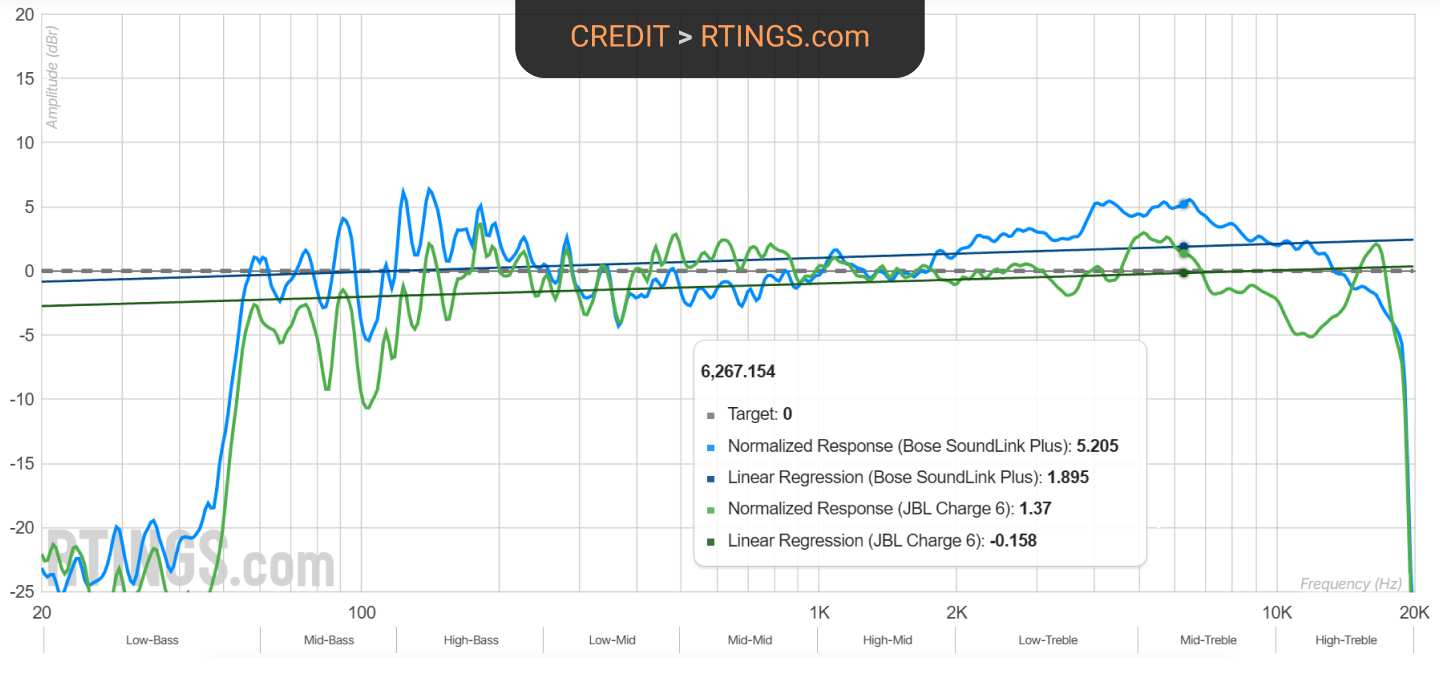 CREDIT > RTINGS.com
20
15
10
5
0
-5
-10
-15
-20
-25
Amplitude (dBr)
6,267.154
Target: 0
Normalized Response (Bose SoundLink Plus): 5.205
Linear Regression (Bose SoundLink Plus): 1.895
Normalized Response (JBL Charge 6): 1.37
Linear Regression (JBL Charge 6): -0.158
RTINGS.com
Frequency (Hz)
20 100 1K 2K 10K 20K
Low-Bass Mid-Bass High-Bass Low-Mid Mid-Mid High-Mid Low-Treble Mid-Treble High-Treble